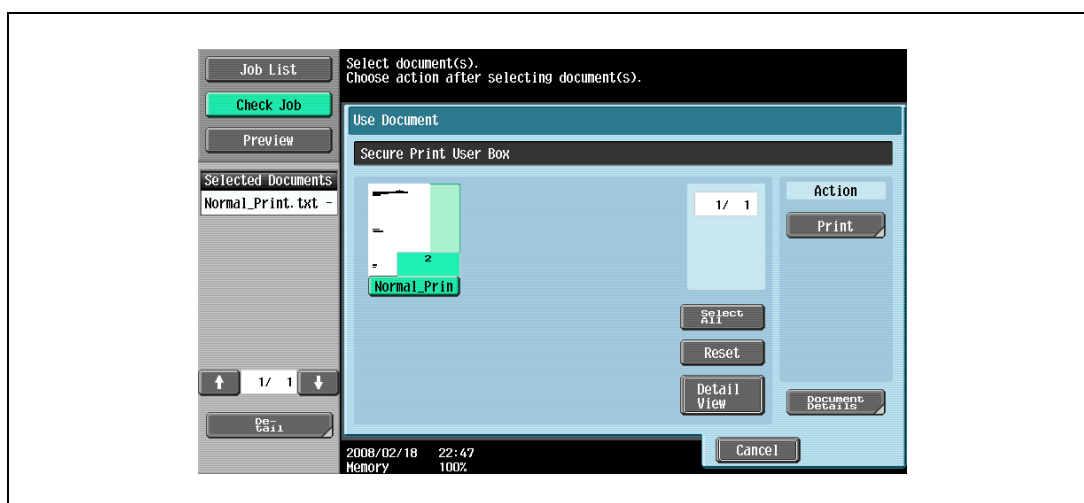 Job List
Check Job
Preview
Selected Documents
Normal_Print.txt -
1/ 1
De-
tail
Select document(s).
Choose action after selecting document(s).
Use Document
Secure Print User Box
2
Normal_Prin
1/ 1
Select
All
Reset
Detail
View
Action
Print
Document
Details
Cancel
2008/02/18 22:47
Memory 100%